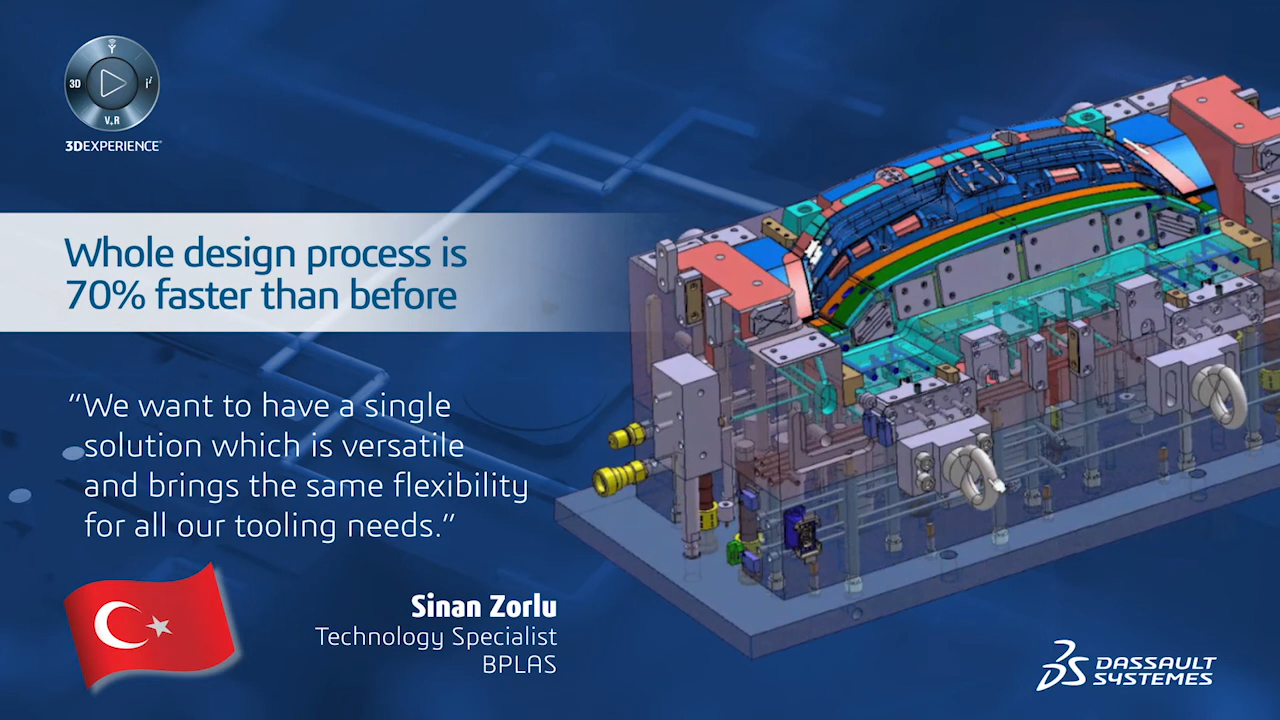 3D
i
V,R
3DEXPERIENCE
Whole design process is
70% faster than before
“We want to have a single
solution which is versatile
and brings the same flexibility
for all our tooling needs.”
Sinan Zorlu
Technology Specialist
BPLAS
3DS DASSAULT
SYSTEMES